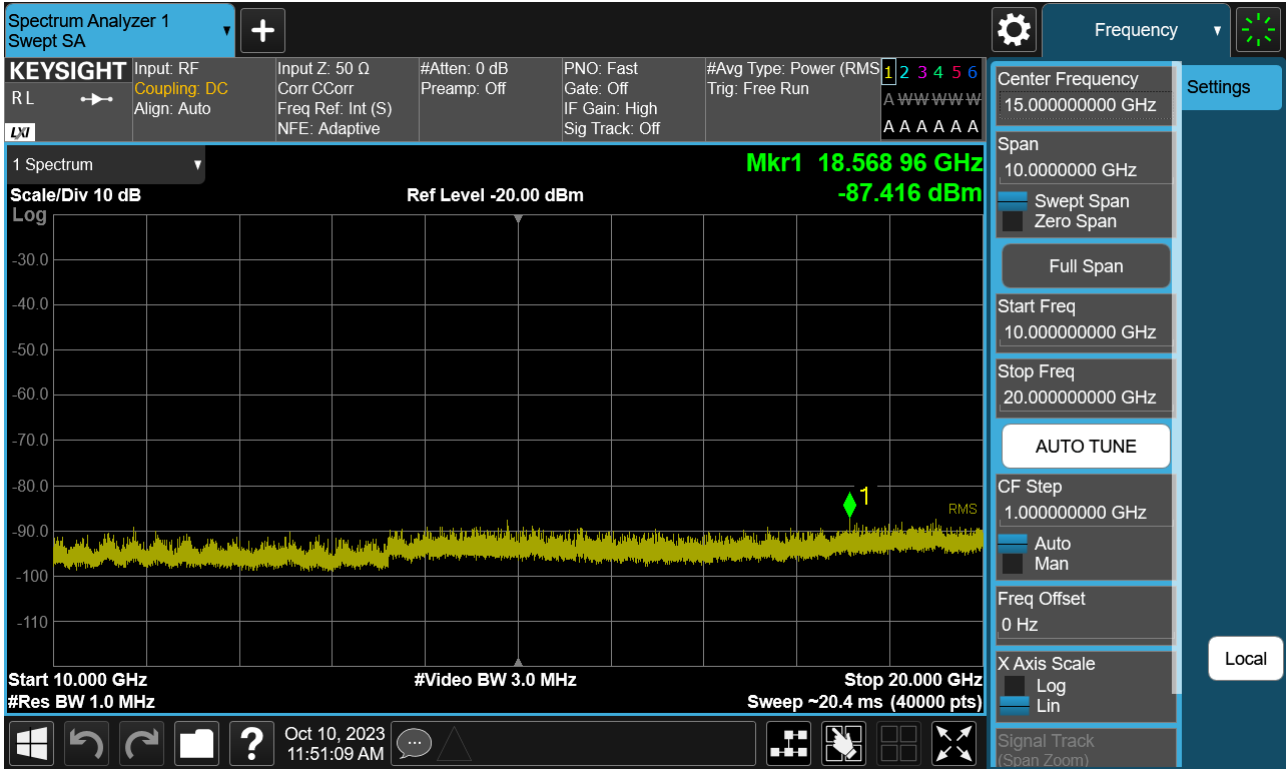 Spectrum Analyzer 1
Swept SA
Frequency
KEYSIGHT
R L
LXI
Input: RF
Coupling: DC
Align: Auto
Input Z: 50 Ω
Corr CCorr
Freq Ref: Int (S)
NFE: Adaptive
#Atten: 0 dB
Preamp: Off
PNO: Fast
Gate: Off
IF Gain: High
Sig Track: Off
#Avg Type: Power (RMS
Trig: Free Run
1 2 3 4 5 6
A W W W W W
A A A A A A
1 Spectrum
Mkr1 18.568 96 GHz
Scale/Div 10 dB
Ref Level -20.00 dBm
-87.416 dBm
Log
-30.0
-40.0
-50.0
-60.0
-70.0
-80.0
-90.0
-100
-110
1
RMS
Start 10.000 GHz
#Video BW 3.0 MHz
Stop 20.000 GHz
#Res BW 1.0 MHz
Sweep ~20.4 ms (40000 pts)
Center Frequency
15.000000000 GHz
Settings
Span
10.0000000 GHz
Swept Span
Zero Span
Full Span
Start Freq
10.000000000 GHz
Stop Freq
20.000000000 GHz
AUTO TUNE
CF Step
1.000000000 GHz
Auto
Man
Freq Offset
0 Hz
X Axis Scale
Log
Lin
Local
Signal Track
(Span Zoom)
?
Oct 10, 2023
11:51:09 AM